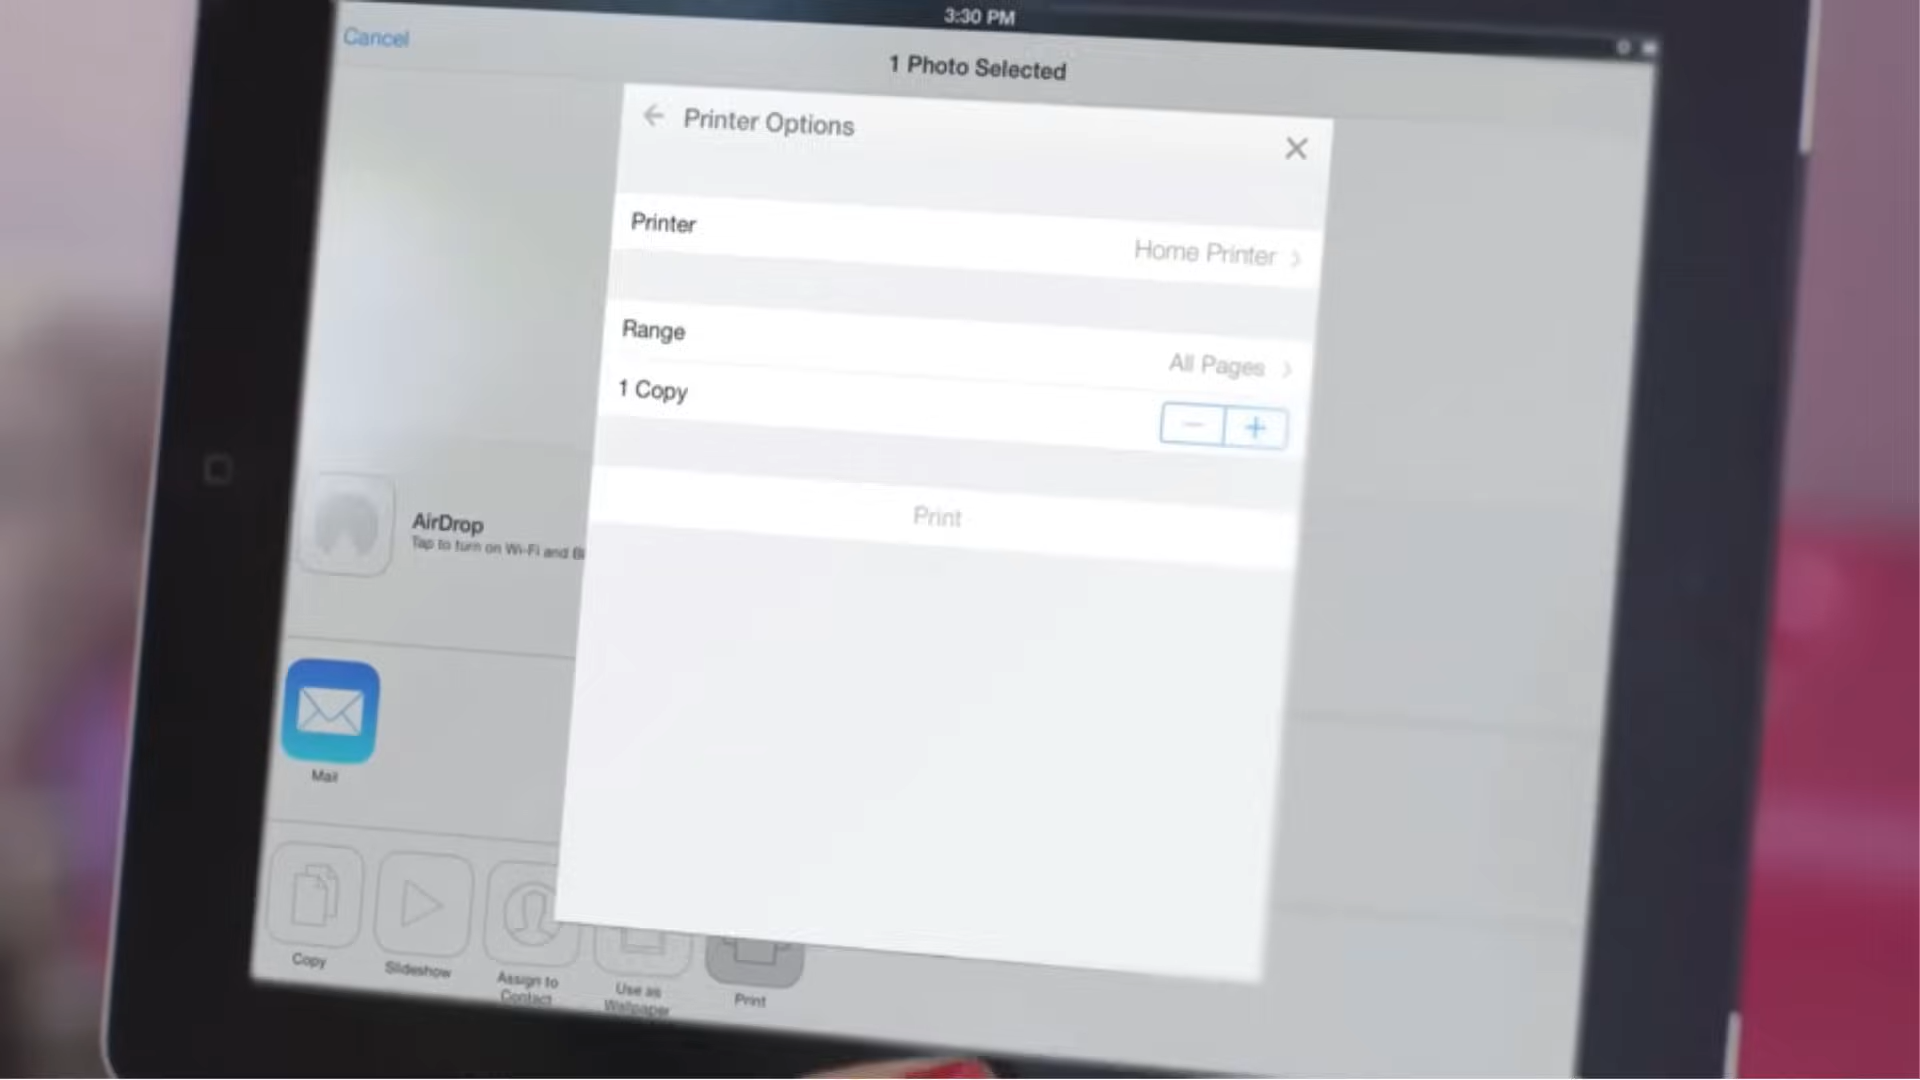 3:30 PM
Cancel
1 Photo Selected
Printer Options
Printer
Home Printer
Range
All Pages
1 Copy
Print
AirDrop
Tap to turn on Wi-Fi and
Mail
Copy
Slideshow
Assign to
Contact
Use as
Wallpaper
Print